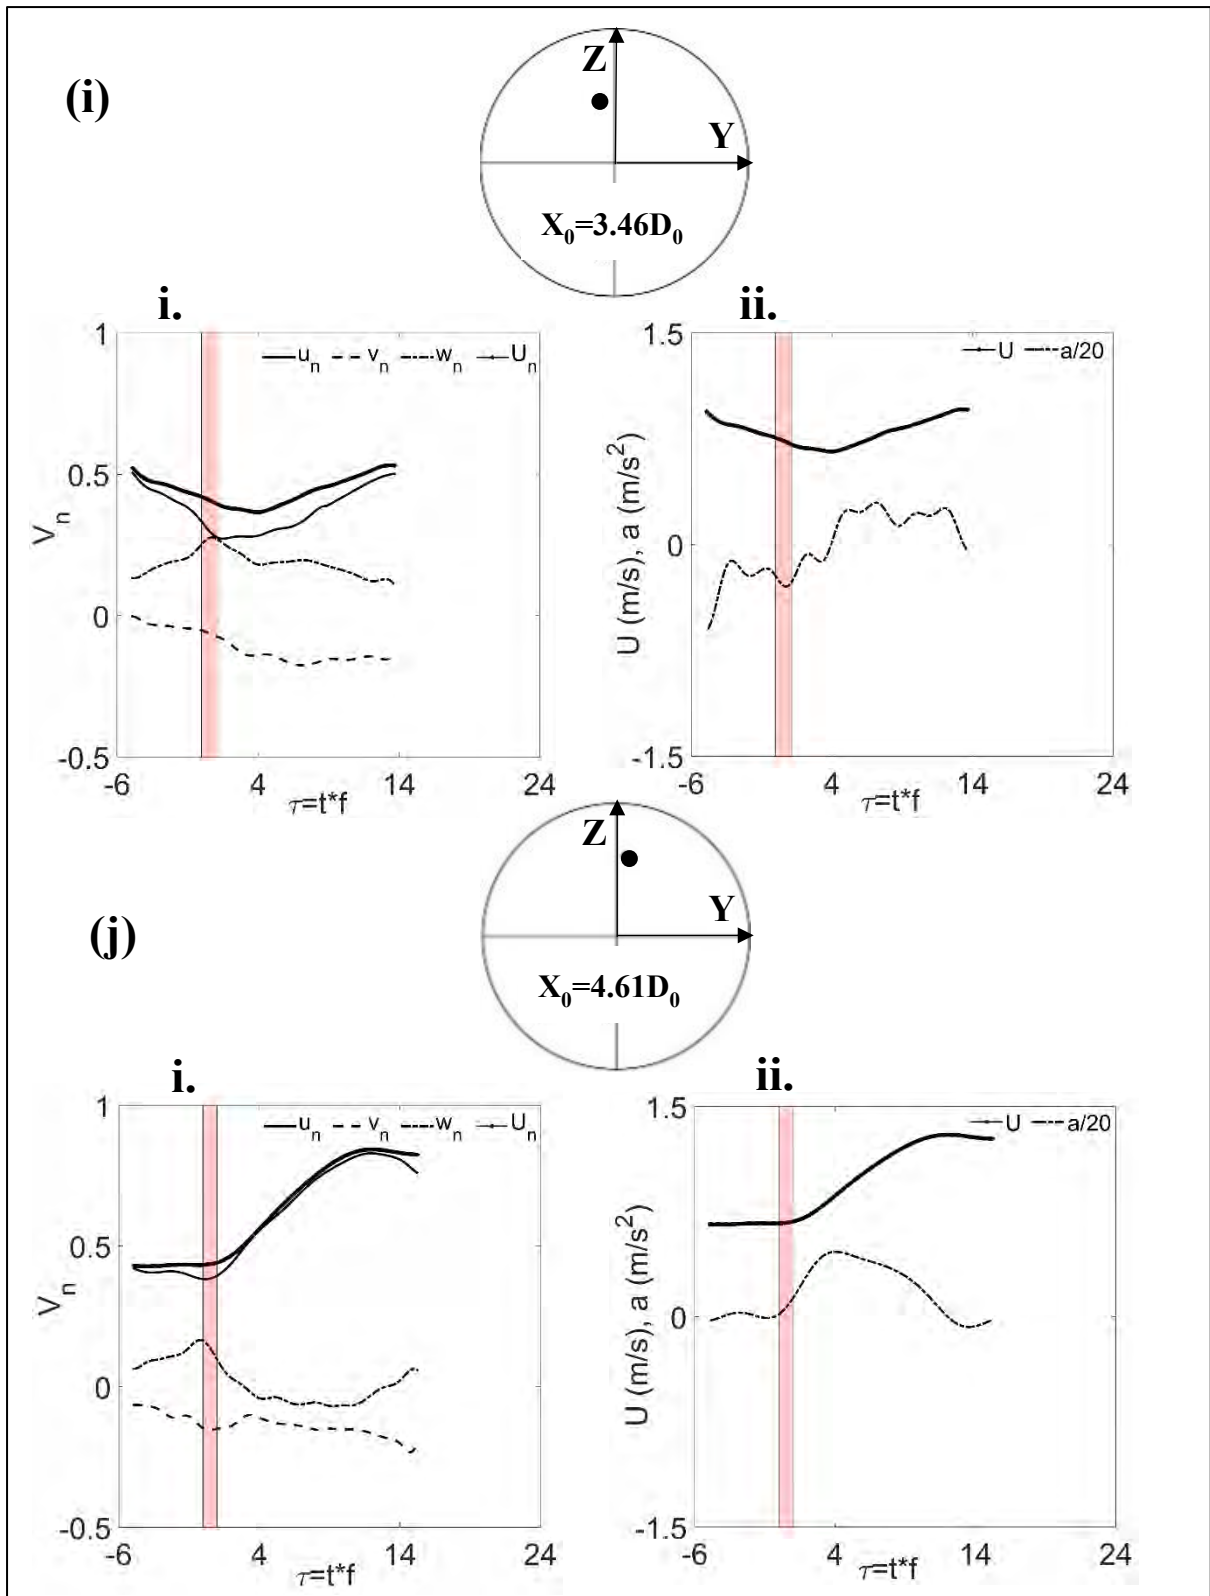 (i)
Z
Y
X₀=3.46D₀
i.
ii.
1
0.5
0
-0.5
Vₙ
uₙ vₙ wₙ Uₙ
-6 4 14 24
τ=t*f
1.5
0
-1.5
U (m/s), a (m/s²)
U a/20
-6 4 14 24
τ=t*f
(j)
Z
Y
X₀=4.61D₀
i.
ii.
1
0.5
0
-0.5
Vₙ
uₙ vₙ wₙ Uₙ
-6 4 14 24
τ=t*f
1.5
0
-1.5
U (m/s), a (m/s²)
U a/20
-6 4 14 24
τ=t*f